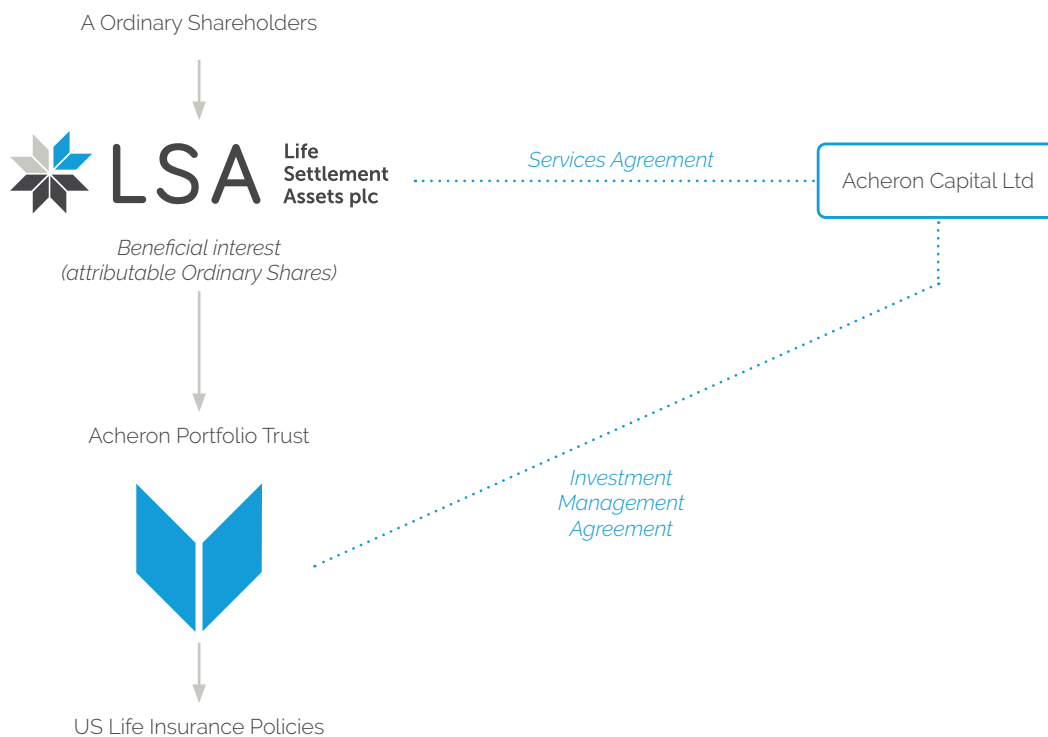 A Ordinary Shareholders
LSA
Life
Settlement
Assets plc
Services Agreement
Acheron Capital Ltd
Beneficial interest
(attributable Ordinary Shares)
Acheron Portfolio Trust
Investment
Management
Agreement
US Life Insurance Policies